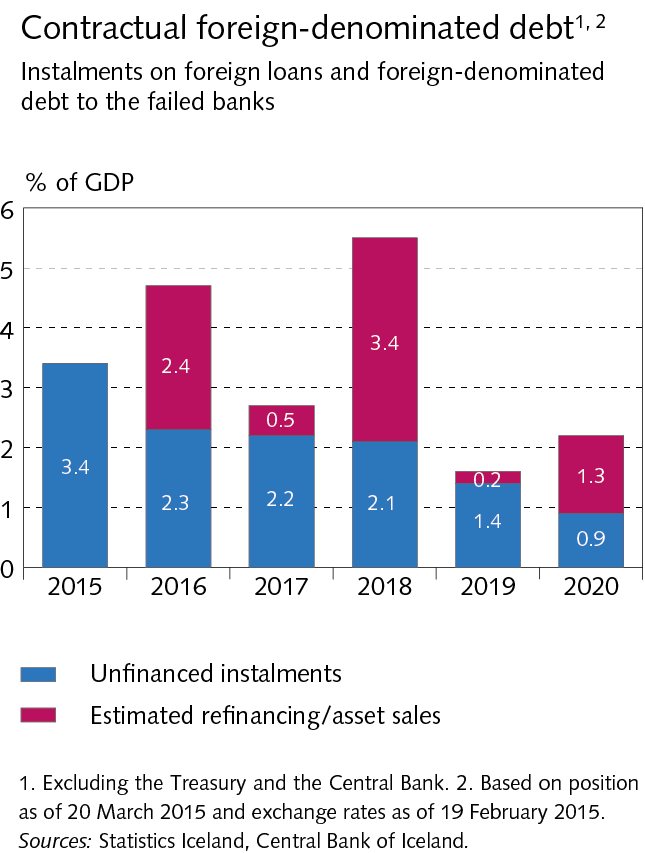 Contractual foreign-denominated debt1, 2
Instalments on foreign loans and foreign-denominated
debt to the failed banks
% of GDP
6
5
4
3
2
1
0
3.4
2.4
2.3
0.5
2.2
3.4
2.1
0.2
1.4
1.3
0.9
2015 2016 2017 2018 2019 2020
Unfinanced instalments
Estimated refinancing/asset sales
1. Excluding the Treasury and the Central Bank. 2. Based on position
as of 20 March 2015 and exchange rates as of 19 February 2015.
Sources: Statistics Iceland, Central Bank of Iceland.